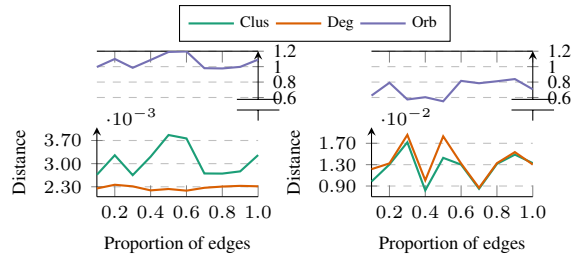 Clus Deg Orb
1.2
1
0.8
0.6
·10⁻³
3.70
3.00
2.30
Distance
0.2 0.4 0.6 0.8 1.0
Proportion of edges
1.2
1
0.8
0.6
·10⁻²
1.70
1.30
0.90
Distance
0.2 0.4 0.6 0.8 1.0
Proportion of edges